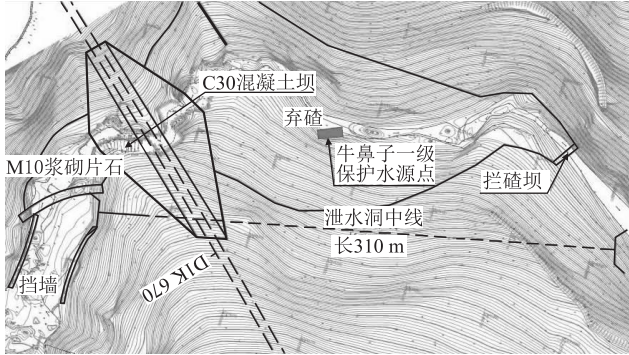 C30混凝土坝
弃碴
M10浆砌片石
牛鼻子一级
保护水源点
拦碴坝
泄水洞中线
长310 m
挡墙
D1K 670